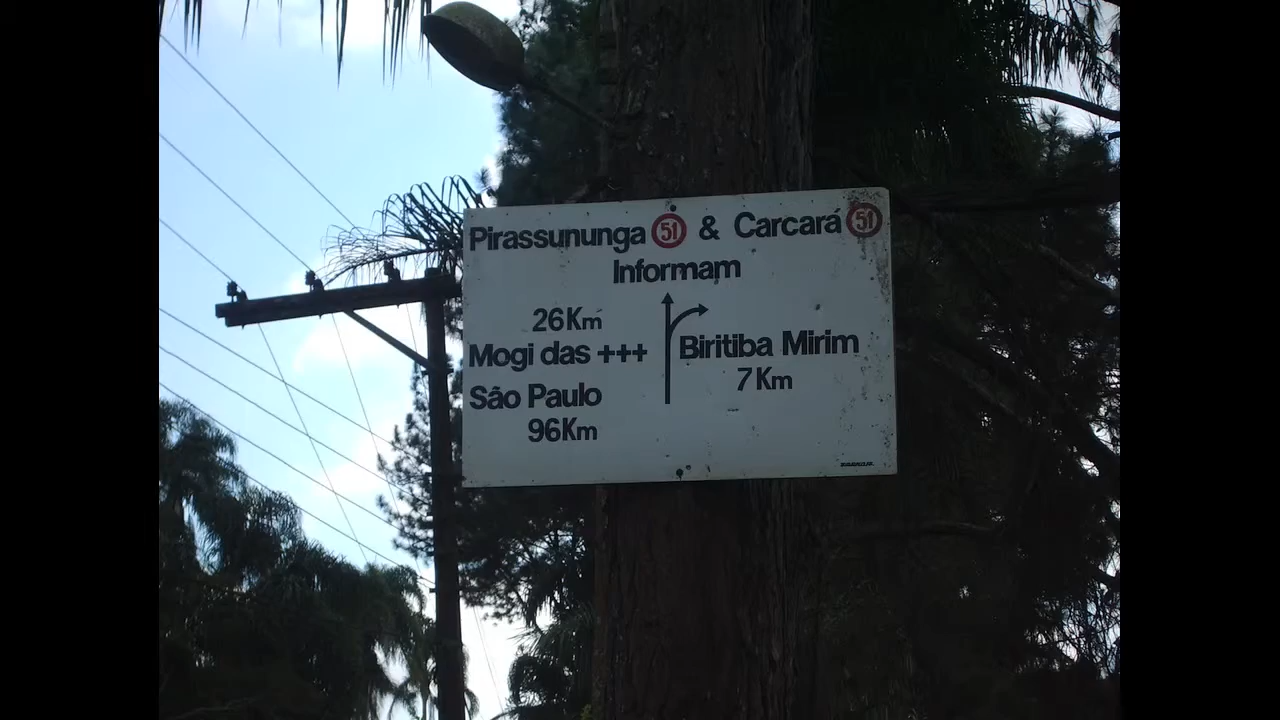 Pirassununga 51 & Carcará 51
Informam
26Km
Mogi das +++
São Paulo
96Km
Biritiba Mirim
7Km